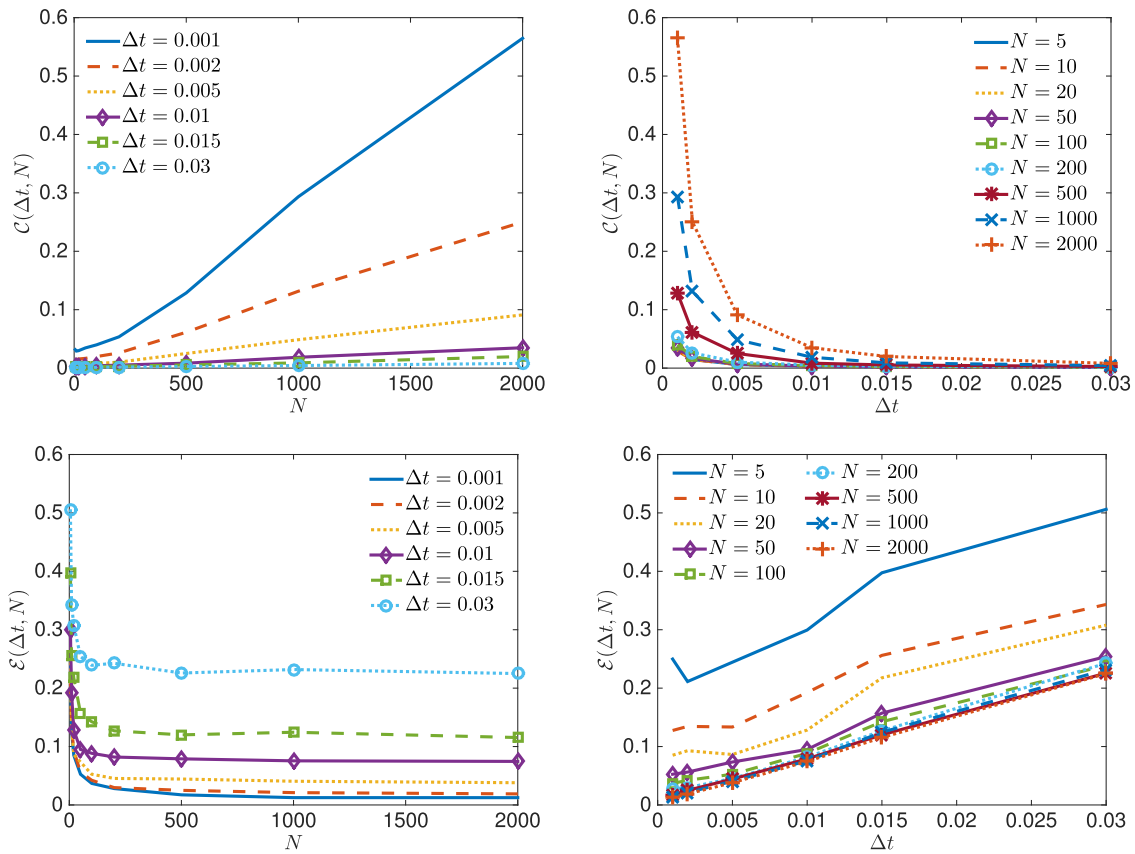 0.6
0.5
0.4
0.3
0.2
0.1
0
C(Δt, N)
Δt = 0.001
Δt = 0.002
Δt = 0.005
Δt = 0.01
Δt = 0.015
Δt = 0.03
0 500 1000 1500 2000
N
0.6
0.5
0.4
0.3
0.2
0.1
0
C(Δt, N)
N = 5
N = 10
N = 20
N = 50
N = 100
N = 200
N = 500
N = 1000
N = 2000
0 0.005 0.01 0.015 0.02 0.025 0.03
Δt
0.6
0.5
0.4
0.3
0.2
0.1
0
ℰ(Δt, N)
Δt = 0.001
Δt = 0.002
Δt = 0.005
Δt = 0.01
Δt = 0.015
Δt = 0.03
0 500 1000 1500 2000
N
0.6
0.5
0.4
0.3
0.2
0.1
0
ℰ(Δt, N)
N = 5
N = 10
N = 20
N = 50
N = 100
N = 200
N = 500
N = 1000
N = 2000
0 0.005 0.01 0.015 0.02 0.025 0.03
Δt